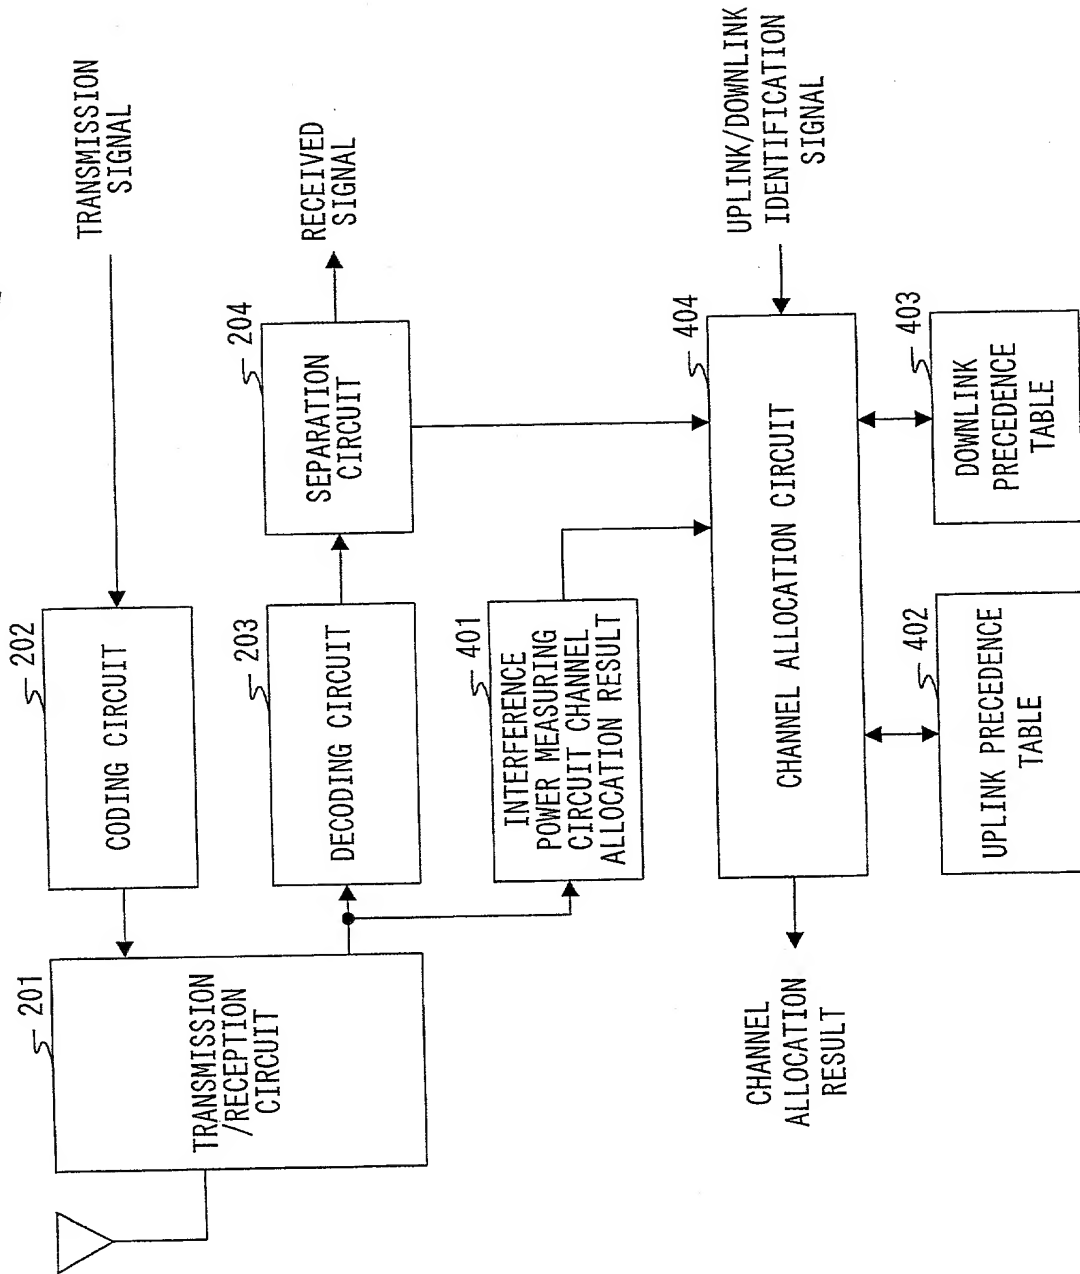 TRANSMISSION
SIGNAL
RECEIVED
SIGNAL
UPLINK/DOWNLINK
IDENTIFICATION
SIGNAL
201
TRANSMISSION
/RECEPTION
CIRCUIT
202
CODING CIRCUIT
203
DECODING CIRCUIT
204
SEPARATION
CIRCUIT
401
INTERFERENCE
POWER MEASURING
CIRCUIT CHANNEL
ALLOCATION RESULT
404
CHANNEL ALLOCATION CIRCUIT
CHANNEL
ALLOCATION
RESULT
402
UPLINK PRECEDENCE
TABLE
403
DOWNLINK
PRECEDENCE
TABLE